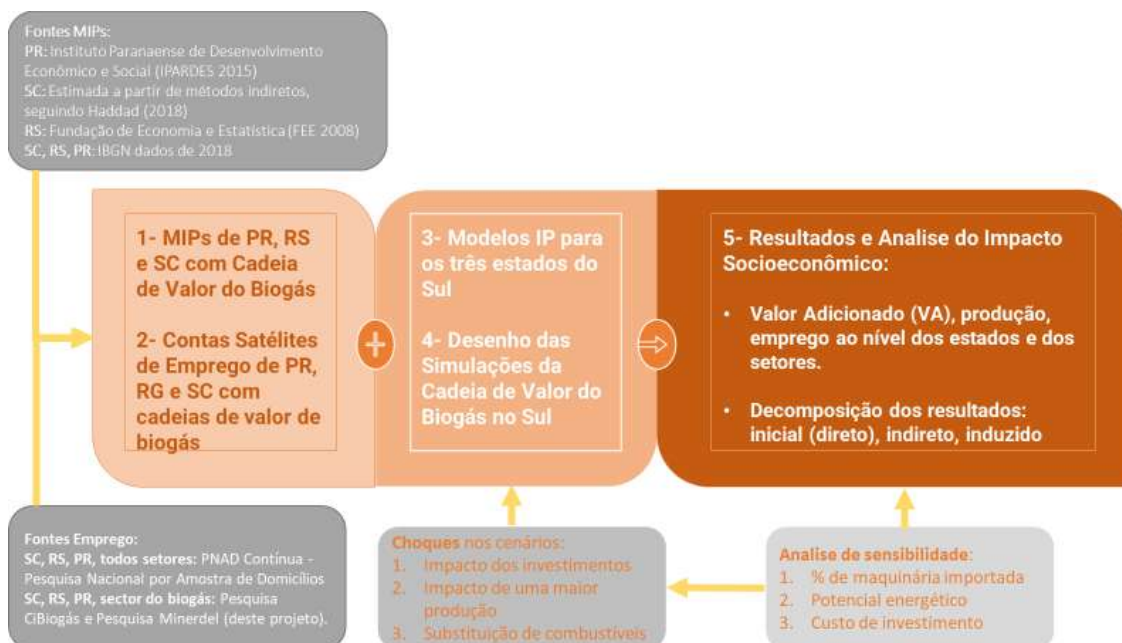 Fontes MIPs:
PR: Instituto Paranaense de Desenvolvimento
Econômico e Social (IPARDES 2015)
SC: Estimada a partir de métodos indiretos,
seguindo Haddad (2018)
RS: Fundação de Economia e Estatística (FEE 2008)
SC, RS, PR: IBGN dados de 2018
1- MIPs de PR, RS
e SC com Cadeia
de Valor do Biogás
2- Contas Satélites
de Emprego de PR,
RG e SC com
cadeias de valor de
biogás
+
3- Modelos IP para
os três estados do
Sul
4- Desenho das
Simulações da
Cadeia de Valor do
Biogás no Sul
5- Resultados e Analise do Impacto
Socioeconômico:
• Valor Adicionado (VA), produção,
emprego ao nível dos estados e dos
setores.
• Decomposição dos resultados:
inicial (direto), indireto, induzido
Fontes Emprego:
SC, RS, PR, todos setores: PNAD Contínua -
Pesquisa Nacional por Amostra de Domicílios
SC, RS, PR, sector do biogás: Pesquisa
CiBiogás e Pesquisa Minerdel (deste projeto).
Choques nos cenários:
1. Impacto dos investimentos
2. Impacto de uma maior
produção
3. Substituição de combustíveis
Analise de sensibilidade:
1. % de maquinária importada
2. Potencial energético
3. Custo de investimento